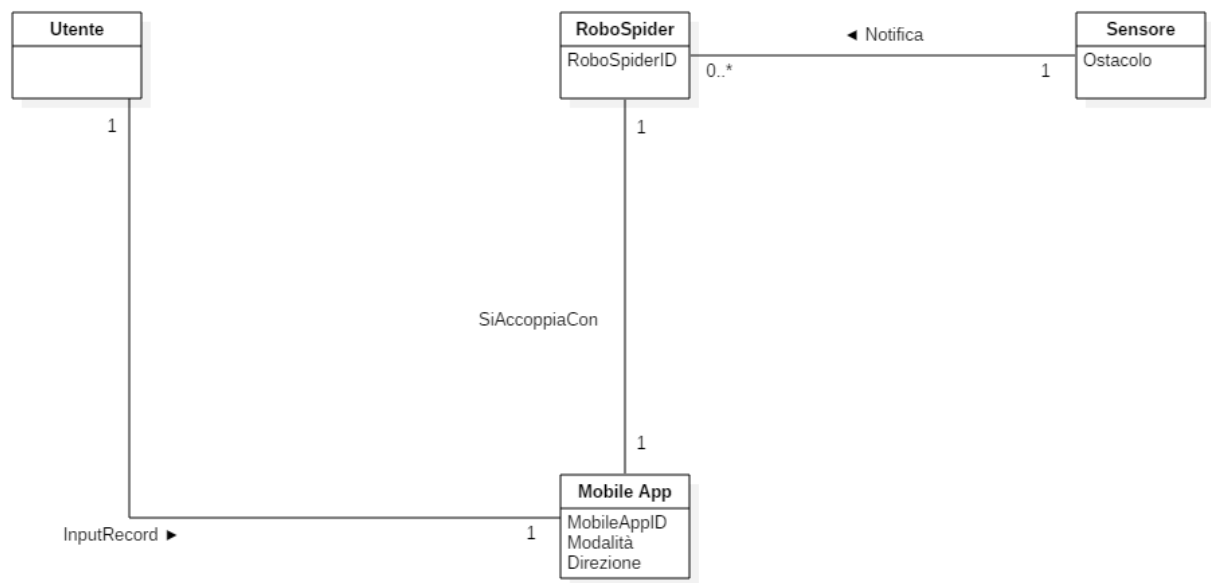 Utente
RoboSpider
RoboSpiderID
◄ Notifica
0..*
1
Sensore
Ostacolo
1
1
SiAccoppiaCon
1
InputRecord ►
1
Mobile App
MobileAppID
Modalità
Direzione